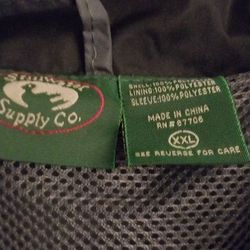 Stillwater
Supply Co.
SHELL:100% POLYESTER
LINING:100% POLYESTER
SLEEVE:100% POLYESTER
MADE IN CHINA
RN# 67706
XXL
SEE REVERSE FOR CARE